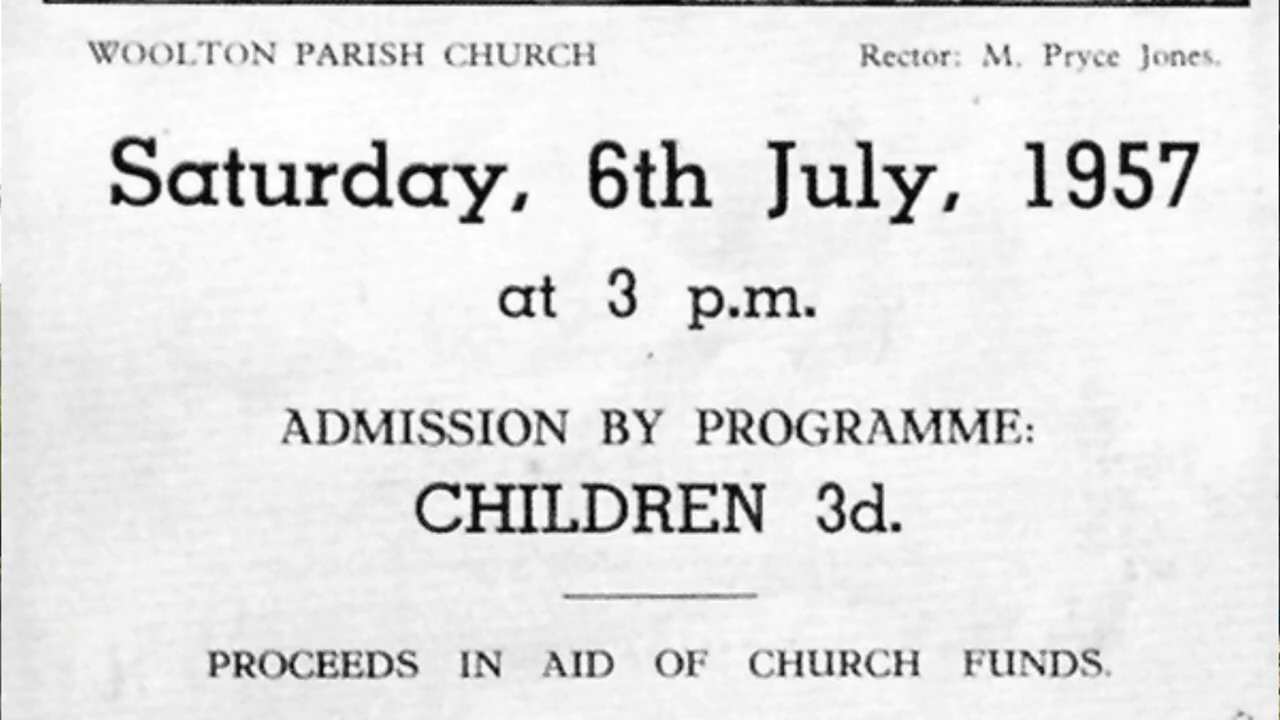 WOOLTON PARISH CHURCH Rector: M. Pryce Jones.
Saturday, 6th July, 1957
at 3 p.m.
ADMISSION BY PROGRAMME:
CHILDREN 3d.
PROCEEDS IN AID OF CHURCH FUNDS.